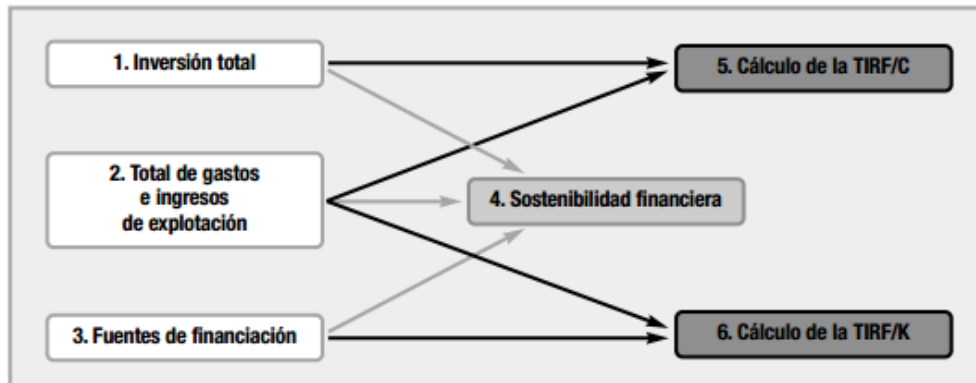 1. Inversión total
5. Cálculo de la TIRF/C
2. Total de gastos
e ingresos
de explotación
4. Sostenibilidad financiera
3. Fuentes de financiación
6. Cálculo de la TIRF/K